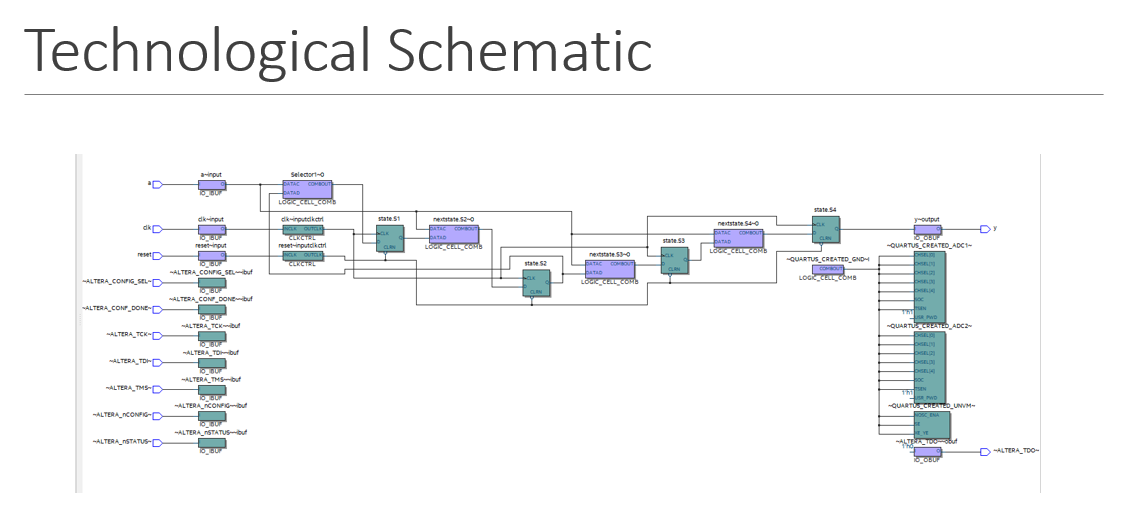 Technological Schematic
a
a~input
IO_IBUF
Selector1~0
DATAC COMBOUT
DATAD
LOGIC_CELL_COMB
clk
clk~input
IO_IBUF
clk~inputclkctrl
INCLK OUTCLK
CLKCTRL
reset
reset~input
IO_IBUF
reset~inputclkctrl
INCLK OUTCLK
CLKCTRL
state.S1
CLK
D
Q
CLRN
nextstate.S2~0
DATAC COMBOUT
DATAD
LOGIC_CELL_COMB
state.S2
CLK
D
Q
CLRN
nextstate.S3~0
DATAC COMBOUT
DATAD
LOGIC_CELL_COMB
state.S3
CLK
D
Q
CLRN
nextstate.S4~0
DATAC COMBOUT
DATAD
LOGIC_CELL_COMB
state.S4
CLK
D
Q
CLRN
y~output
IO_OBUF
y
~QUARTUS_CREATED_GND~I
COMBOUT
LOGIC_CELL_COMB
~QUARTUS_CREATED_ADC1~
CHSEL[0]
CHSEL[1]
CHSEL[2]
CHSEL[3]
CHSEL[4]
SOC
TSEN
1'h1
USR_PWD
~QUARTUS_CREATED_ADC2~
CHSEL[0]
CHSEL[1]
CHSEL[2]
CHSEL[3]
CHSEL[4]
SOC
TSEN
1'h1
USR_PWD
~QUARTUS_CREATED_UNVM~
SE
XE_YE
~ALTERA_TDO~~obuf
IO_OBUF
~ALTERA_TDO~
~ALTERA_CONFIG_SEL~
~ALTERA_CONFIG_SEL~~ibuf
IO_IBUF
~ALTERA_CONF_DONE~
~ALTERA_CONF_DONE~~ibuf
IO_IBUF
~ALTERA_TCK~
~ALTERA_TCK~~ibuf
IO_IBUF
~ALTERA_TDI~
~ALTERA_TDI~~ibuf
IO_IBUF
~ALTERA_TMS~
~ALTERA_TMS~~ibuf
IO_IBUF
~ALTERA_nCONFIG~
~ALTERA_nCONFIG~~ibuf
IO_IBUF
~ALTERA_nSTATUS~
~ALTERA_nSTATUS~~ibuf
IO_IBUF